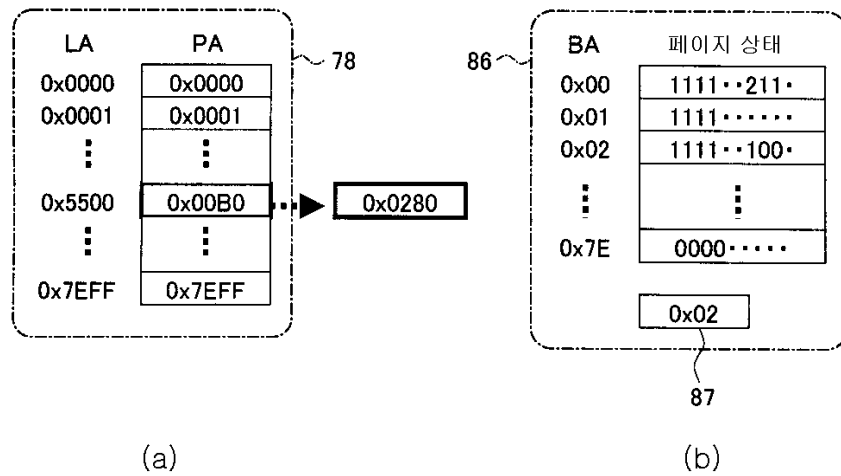 LA PA
0x0000 0x0000
0x0001 0x0001
0x5500 0x00B0 0x0280
0x7EFF 0x7EFF
78
(a)
86
BA 페이지 상태
0x00 1111··211·
0x01 1111······
0x02 1111··100·
0x7E 0000·····
0x02
87
(b)